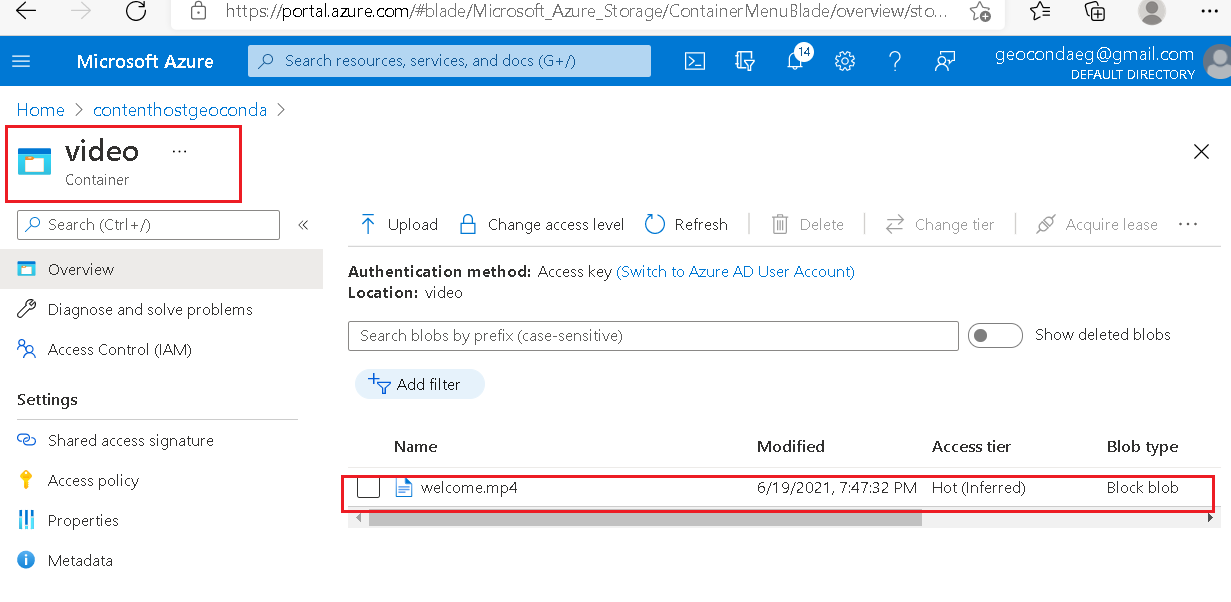 https://portal.azure.com/#blade/Microsoft_Azure_Storage/ContainerMenuBlade/overview/sto...
Microsoft Azure
Search resources, services, and docs (G+/)
14
geocondaeg@gmail.com
DEFAULT DIRECTORY
Home > contenthostgeoconda >
video ...
Container
Search (Ctrl+/) «
Upload Change access level Refresh Delete Change tier Acquire lease ...
Overview
Diagnose and solve problems
Access Control (IAM)
Settings
Shared access signature
Access policy
Properties
Metadata
Authentication method: Access key (Switch to Azure AD User Account)
Location: video
Search blobs by prefix (case-sensitive) Show deleted blobs
Add filter
Name Modified Access tier Blob type
welcome.mp4 6/19/2021, 7:47:32 PM Hot (Inferred) Block blob